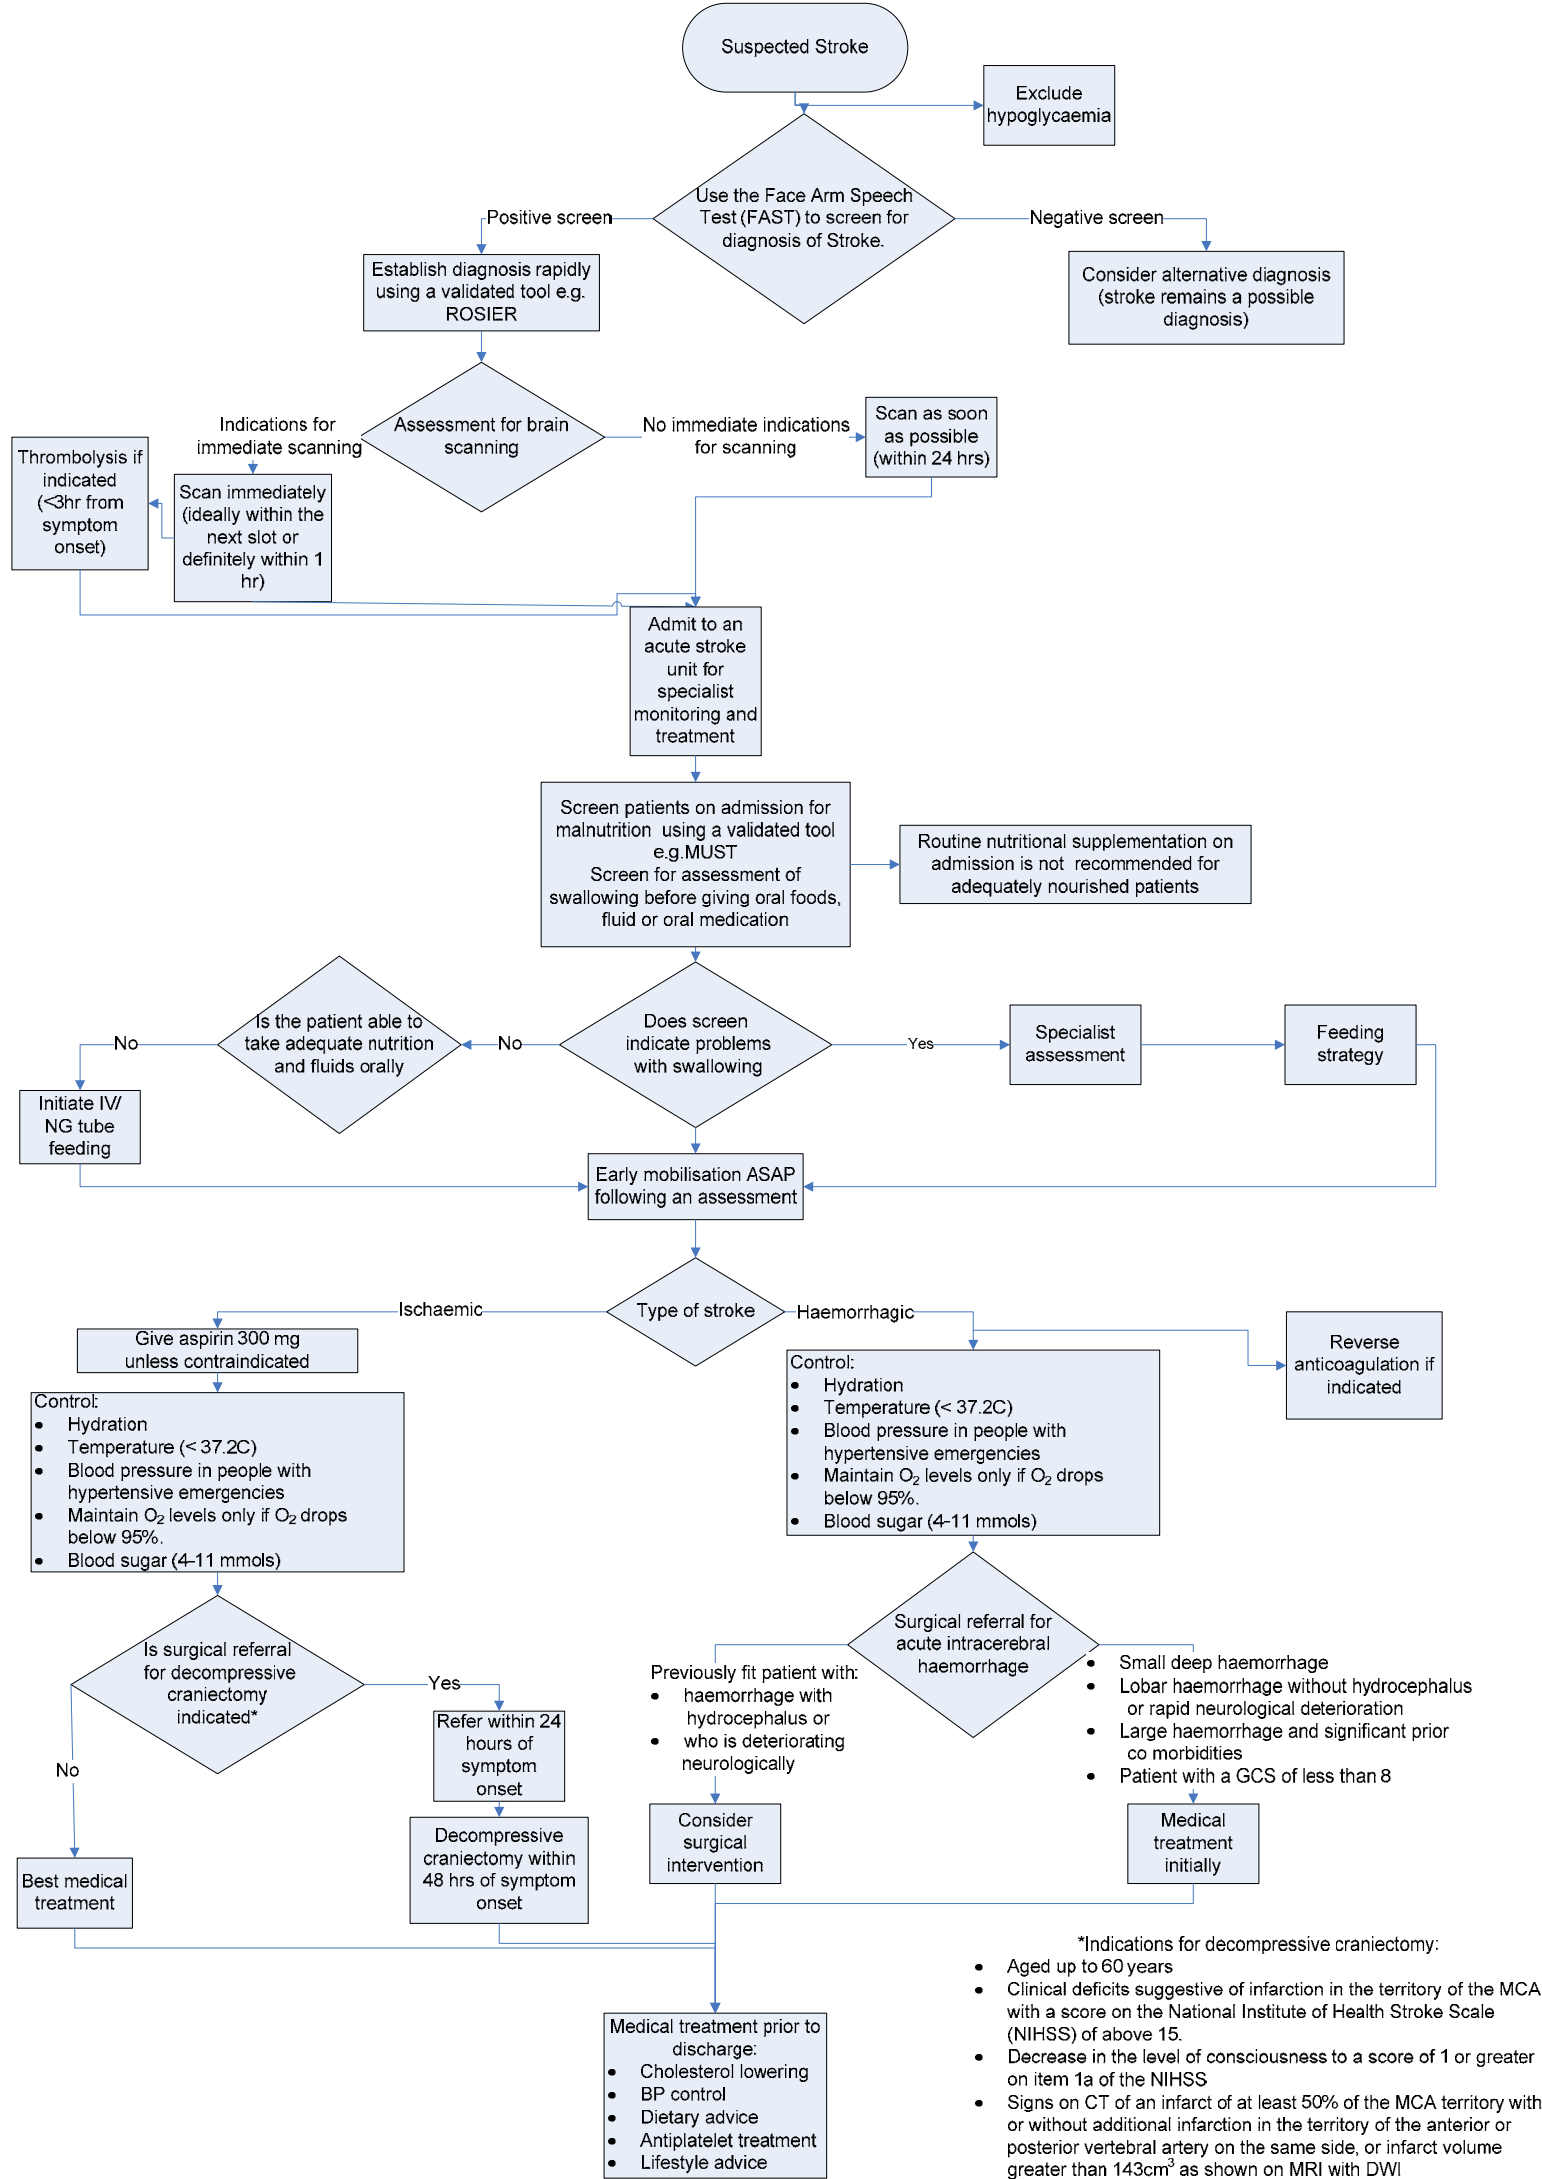 Suspected Stroke
Exclude
hypoglycaemia
Use the Face Arm Speech
Test (FAST) to screen for
diagnosis of Stroke.
Positive screen
Negative screen
Establish diagnosis rapidly
using a validated tool e.g.
ROSIER
Consider alternative diagnosis
(stroke remains a possible
diagnosis)
Assessment for brain
scanning
Indications for
immediate scanning
No immediate indications
for scanning
Scan as soon
as possible
(within 24 hrs)
Thrombolysis if
indicated
(<3hr from
symptom
onset)
Scan immediately
(ideally within the
next slot or
definitely within 1
hr)
Admit to an
acute stroke
unit for
specialist
monitoring and
treatment
Screen patients on admission for
malnutrition using a validated tool
e.g.MUST
Screen for assessment of
swallowing before giving oral foods,
fluid or oral medication
Routine nutritional supplementation on
admission is not recommended for
adequately nourished patients
Is the patient able to
take adequate nutrition
and fluids orally
No
No
Does screen
indicate problems
with swallowing
Yes
Specialist
assessment
Feeding
strategy
Initiate IV/
NG tube
feeding
Early mobilisation ASAP
following an assessment
Type of stroke
Ischaemic
Haemorrhagic
Give aspirin 300 mg
unless contraindicated
Reverse
anticoagulation if
indicated
Control:
• Hydration
• Temperature (< 37.2C)
• Blood pressure in people with
hypertensive emergencies
• Maintain O₂ levels only if O₂ drops
below 95%.
• Blood sugar (4-11 mmols)
Control:
• Hydration
• Temperature (< 37.2C)
• Blood pressure in people with
hypertensive emergencies
• Maintain O₂ levels only if O₂ drops
below 95%.
• Blood sugar (4-11 mmols)
Is surgical referral
for decompressive
craniectomy
indicated*
Yes
No
Refer within 24
hours of
symptom
onset
Decompressive
craniectomy within
48 hrs of symptom
onset
Best medical
treatment
Surgical referral for
acute intracerebral
haemorrhage
Previously fit patient with:
• haemorrhage with
hydrocephalus or
• who is deteriorating
neurologically
• Small deep haemorrhage
• Lobar haemorrhage without hydrocephalus
or rapid neurological deterioration
• Large haemorrhage and significant prior
co morbidities
• Patient with a GCS of less than 8
Consider
surgical
intervention
Medical
treatment
initially
Medical treatment prior to
discharge:
• Cholesterol lowering
• BP control
• Dietary advice
• Antiplatelet treatment
• Lifestyle advice
*Indications for decompressive craniectomy:
• Aged up to 60 years
• Clinical deficits suggestive of infarction in the territory of the MCA
with a score on the National Institute of Health Stroke Scale
(NIHSS) of above 15.
• Decrease in the level of consciousness to a score of 1 or greater
on item 1a of the NIHSS
• Signs on CT of an infarct of at least 50% of the MCA territory with
or without additional infarction in the territory of the anterior or
posterior vertebral artery on the same side, or infarct volume
greater than 143cm³ as shown on MRI with DWI